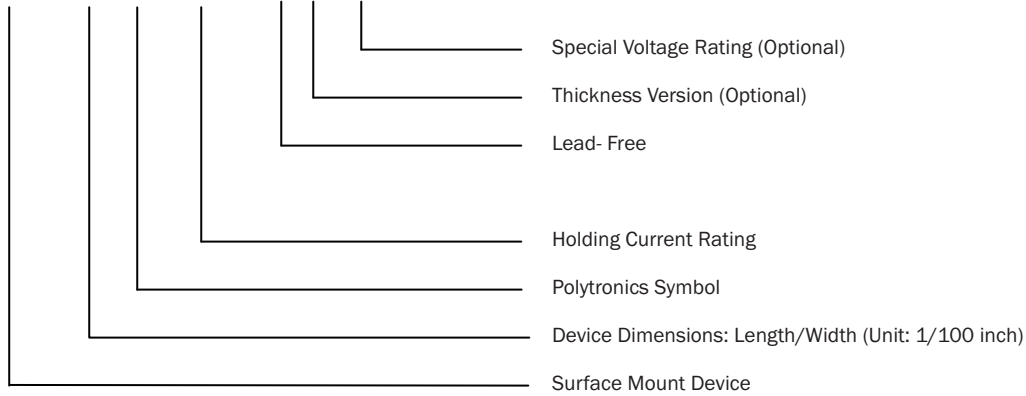 Special Voltage Rating (Optional)
Thickness Version (Optional)
Lead- Free
Holding Current Rating
Polytronics Symbol
Device Dimensions: Length/Width (Unit: 1/100 inch)
Surface Mount Device